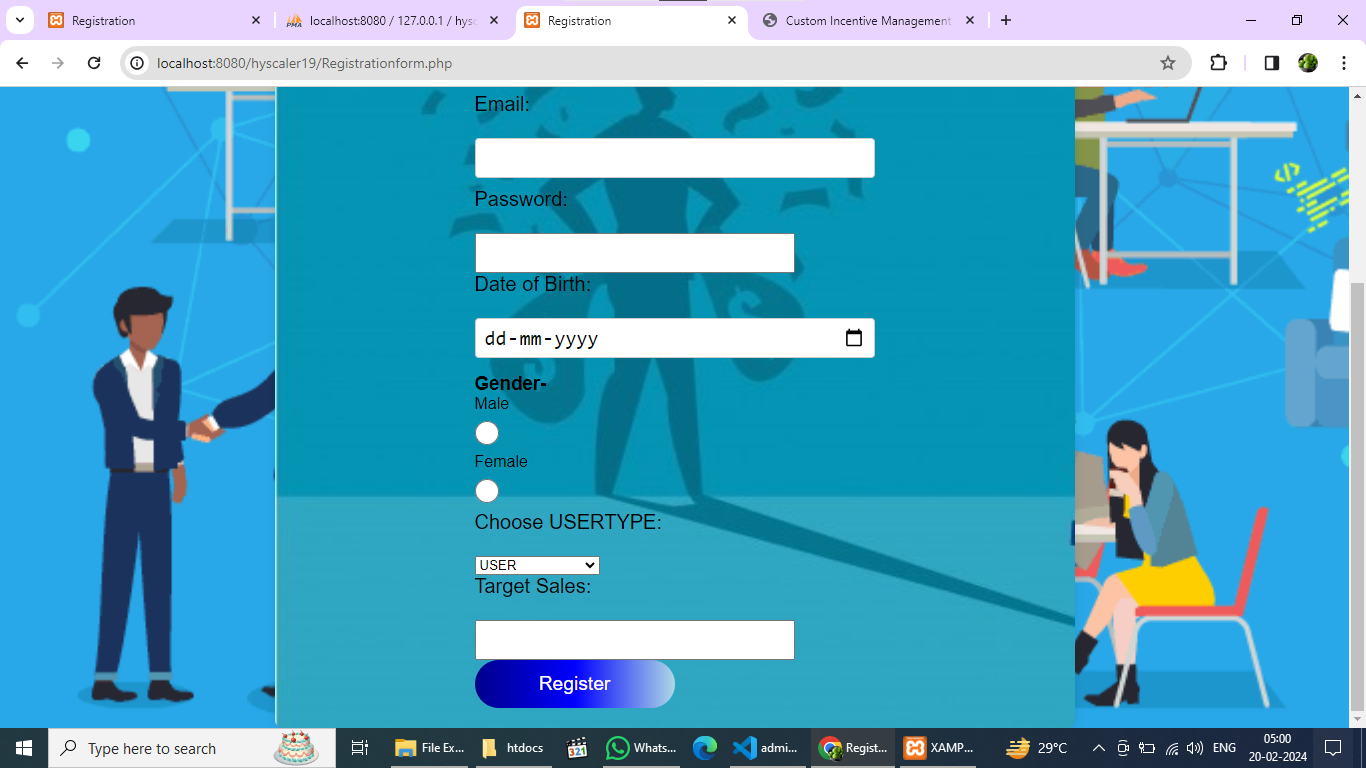 Registration
localhost:8080 / 127.0.0.1 / hysc
Registration
Custom Incentive Management
localhost:8080/hyscaler19/Registrationform.php
Email:
Password:
Date of Birth:
dd-mm-yyyy
Gender-
Male
Female
Choose USERTYPE:
USER
Target Sales:
Register
Type here to search
File Ex...
htdocs
321
Whats...
admi...
Regist...
XAMP...
29°C
ENG
05:00
20-02-2024